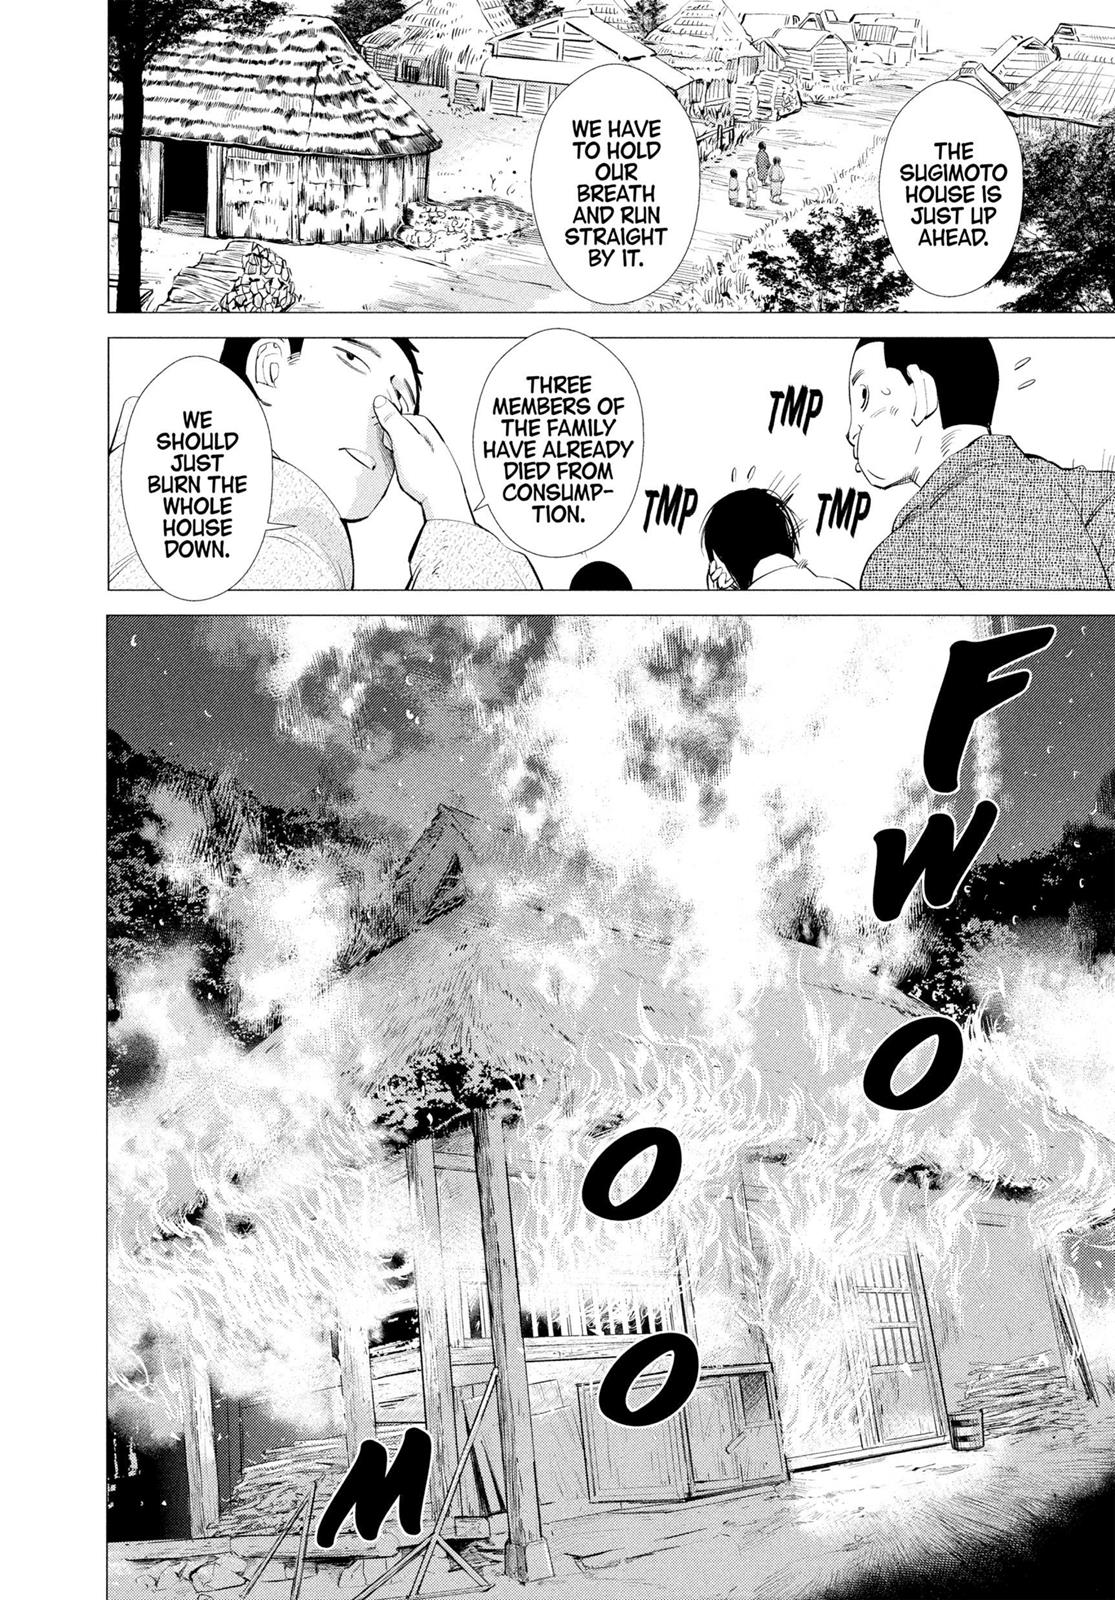 THE
SUGIMOTO
HOUSE IS
JUST UP
AHEAD.
WE HAVE
TO HOLD
OUR
BREATH
AND RUN
STRAIGHT
BY IT.
TMP
TMP
TMP
THREE
MEMBERS OF
THE FAMILY
HAVE ALREADY
DIED FROM
CONSUMP-
TION.
WE
SHOULD
JUST
BURN THE
WHOLE
HOUSE
DOWN.
FWOOOM